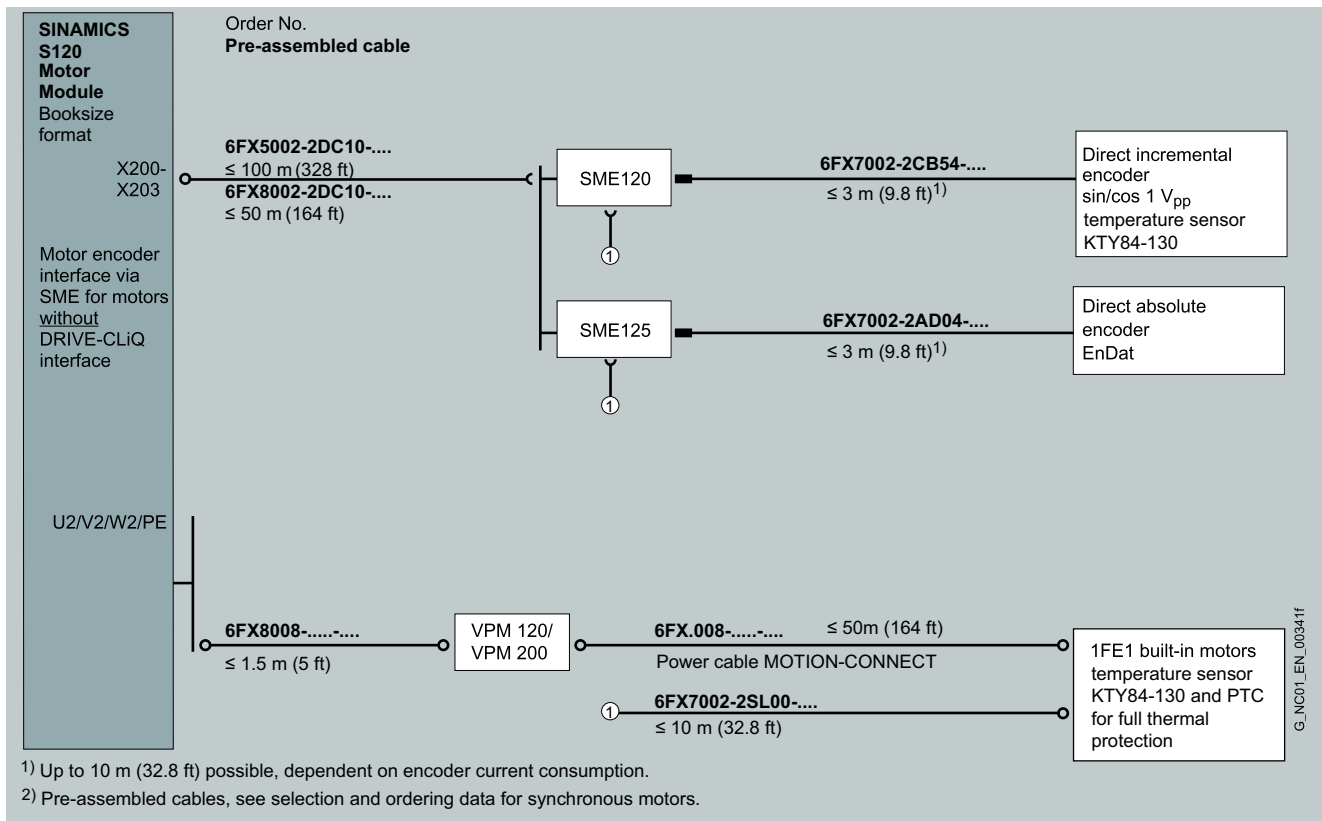 SINAMICS
S120
Motor
Module
Booksize
format
X200-
X203
Motor encoder
interface via
SME for motors
without
DRIVE-CLiQ
interface
U2/V2/W2/PE
Order No.
Pre-assembled cable
6FX5002-2DC10-....
≤ 100 m (328 ft)
6FX8002-2DC10-....
≤ 50 m (164 ft)
SME120
1
6FX7002-2CB54-....
≤ 3 m (9.8 ft)1)
Direct incremental
encoder
sin/cos 1 Vpp
temperature sensor
KTY84-130
SME125
1
6FX7002-2AD04-....
≤ 3 m (9.8 ft)1)
Direct absolute
encoder
EnDat
6FX8008-.....-....
≤ 1.5 m (5 ft)
VPM 120/
VPM 200
6FX.008-.....-.... ≤ 50m (164 ft)
Power cable MOTION-CONNECT
1
6FX7002-2SL00-....
≤ 10 m (32.8 ft)
1FE1 built-in motors
temperature sensor
KTY84-130 and PTC
for full thermal
protection
G_NC01_EN_00341f
1) Up to 10 m (32.8 ft) possible, dependent on encoder current consumption.
2) Pre-assembled cables, see selection and ordering data for synchronous motors.